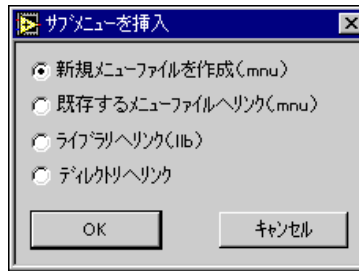 サブメニューを挿入
新規メニューファイルを作成(mnu)
既存するメニューファイルへリンク(mnu)
ライブラリへリンク(llb)
ディレクトリへリンク
OK キャンセル